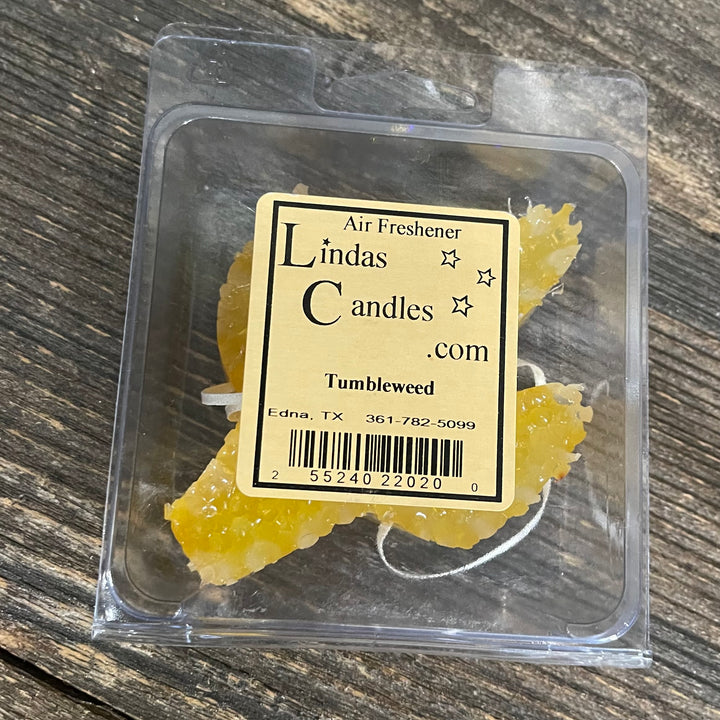 Air Freshener
Lindas
Candles
.com
Tumbleweed
Edna, TX 361-782-5099
2 55240 22020 0